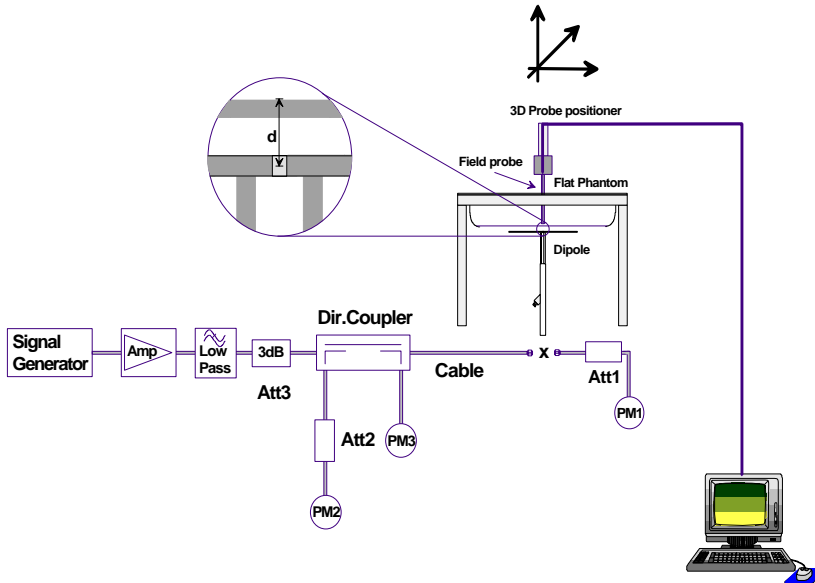 3D Probe positioner
d
Field probe
Flat Phantom
Dipole
Dir.Coupler
Signal
Generator
Amp
Low
Pass
3dB
Cable
x
Att1
Att3
Att2
PM3
PM1
PM2